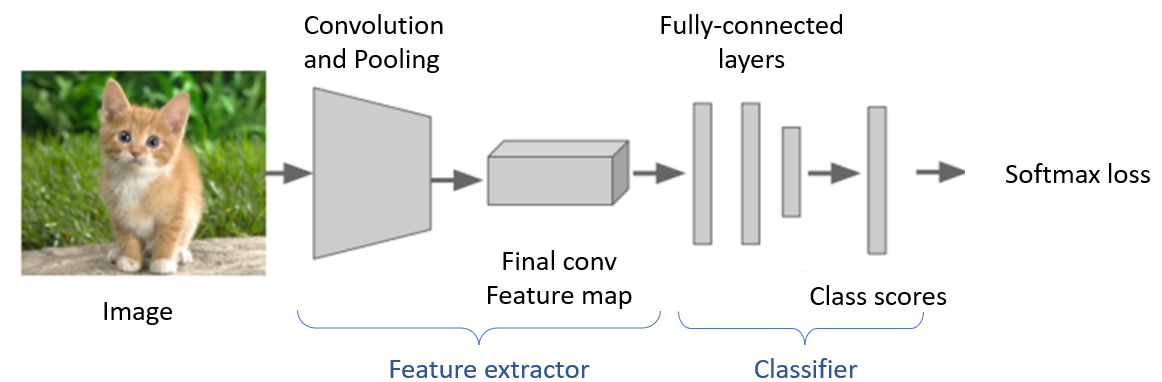 Convolution
and Pooling
Fully-connected
layers
Softmax loss
Final conv
Feature map
Image
Class scores
Feature extractor
Classifier